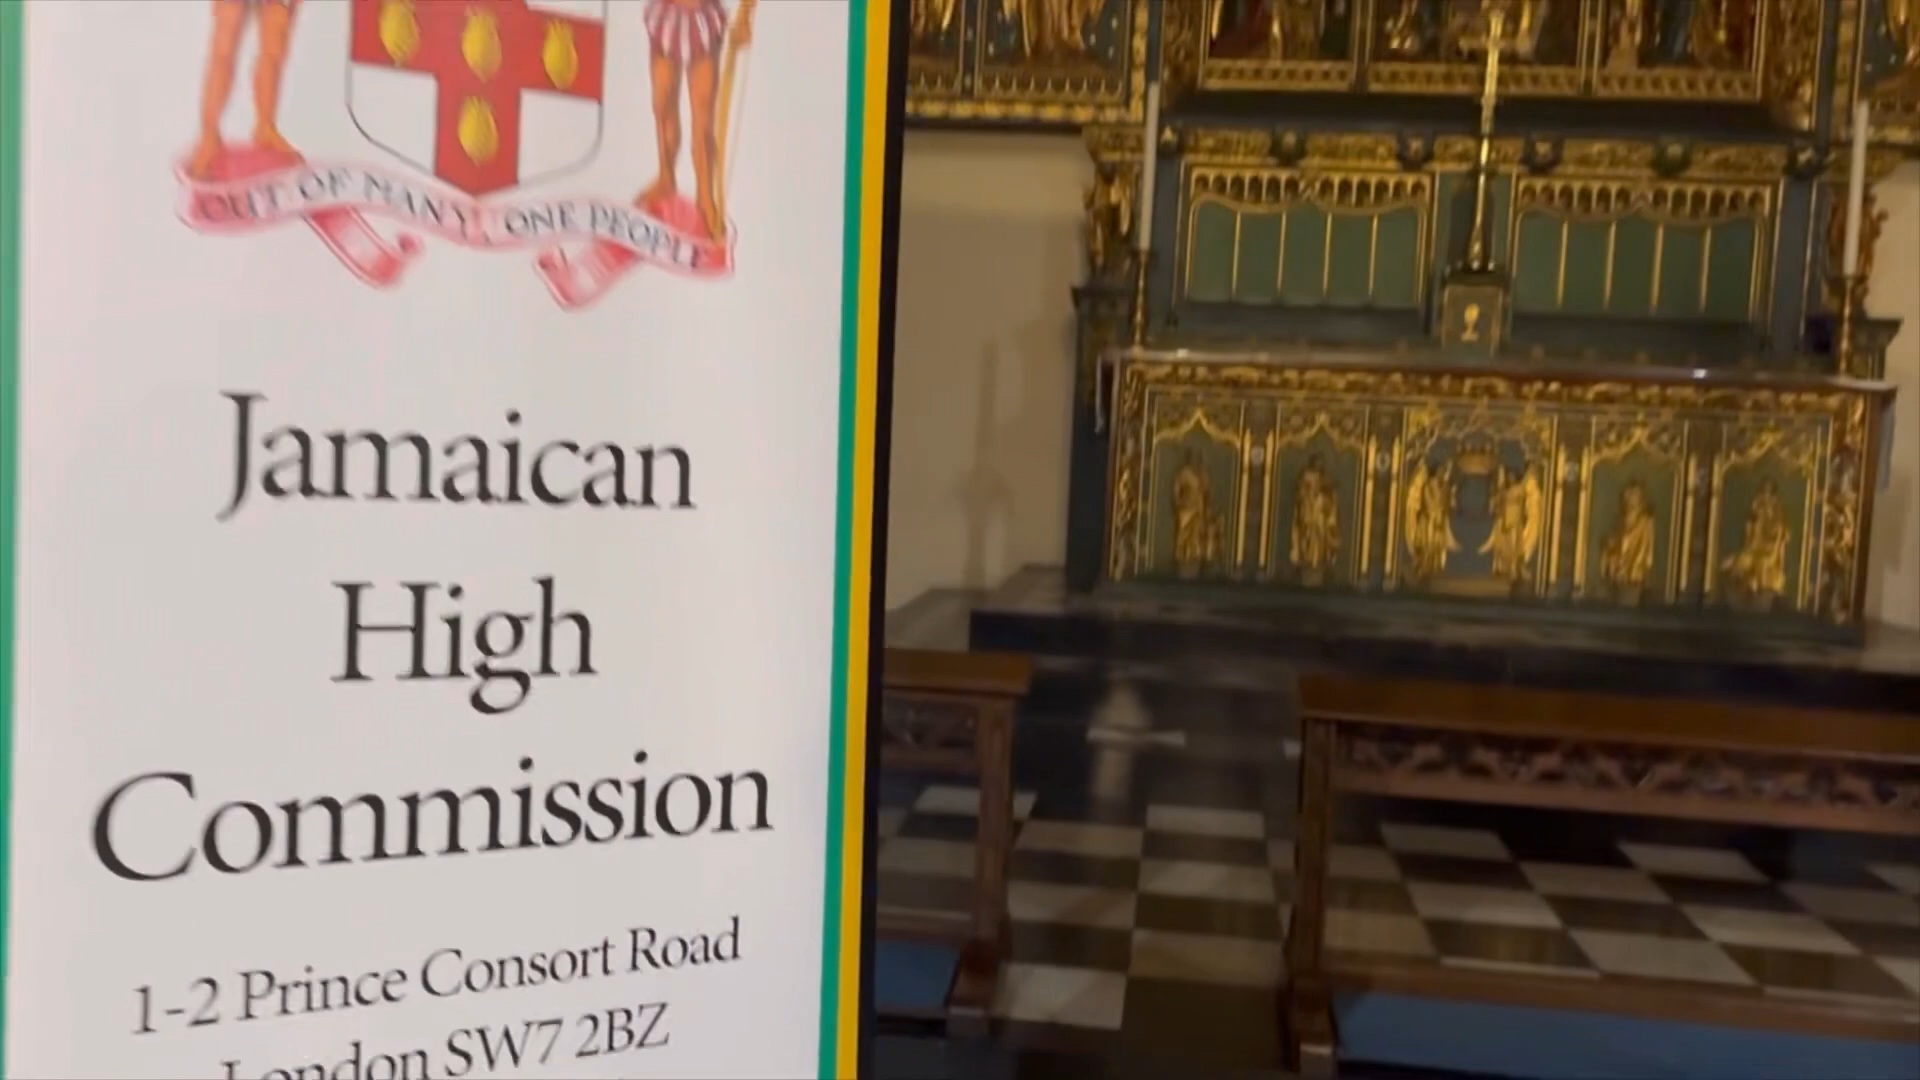 OUT OF MANY, ONE PEOPLE
Jamaican
High
Commission
1-2 Prince Consort Road
London SW7 2BZ